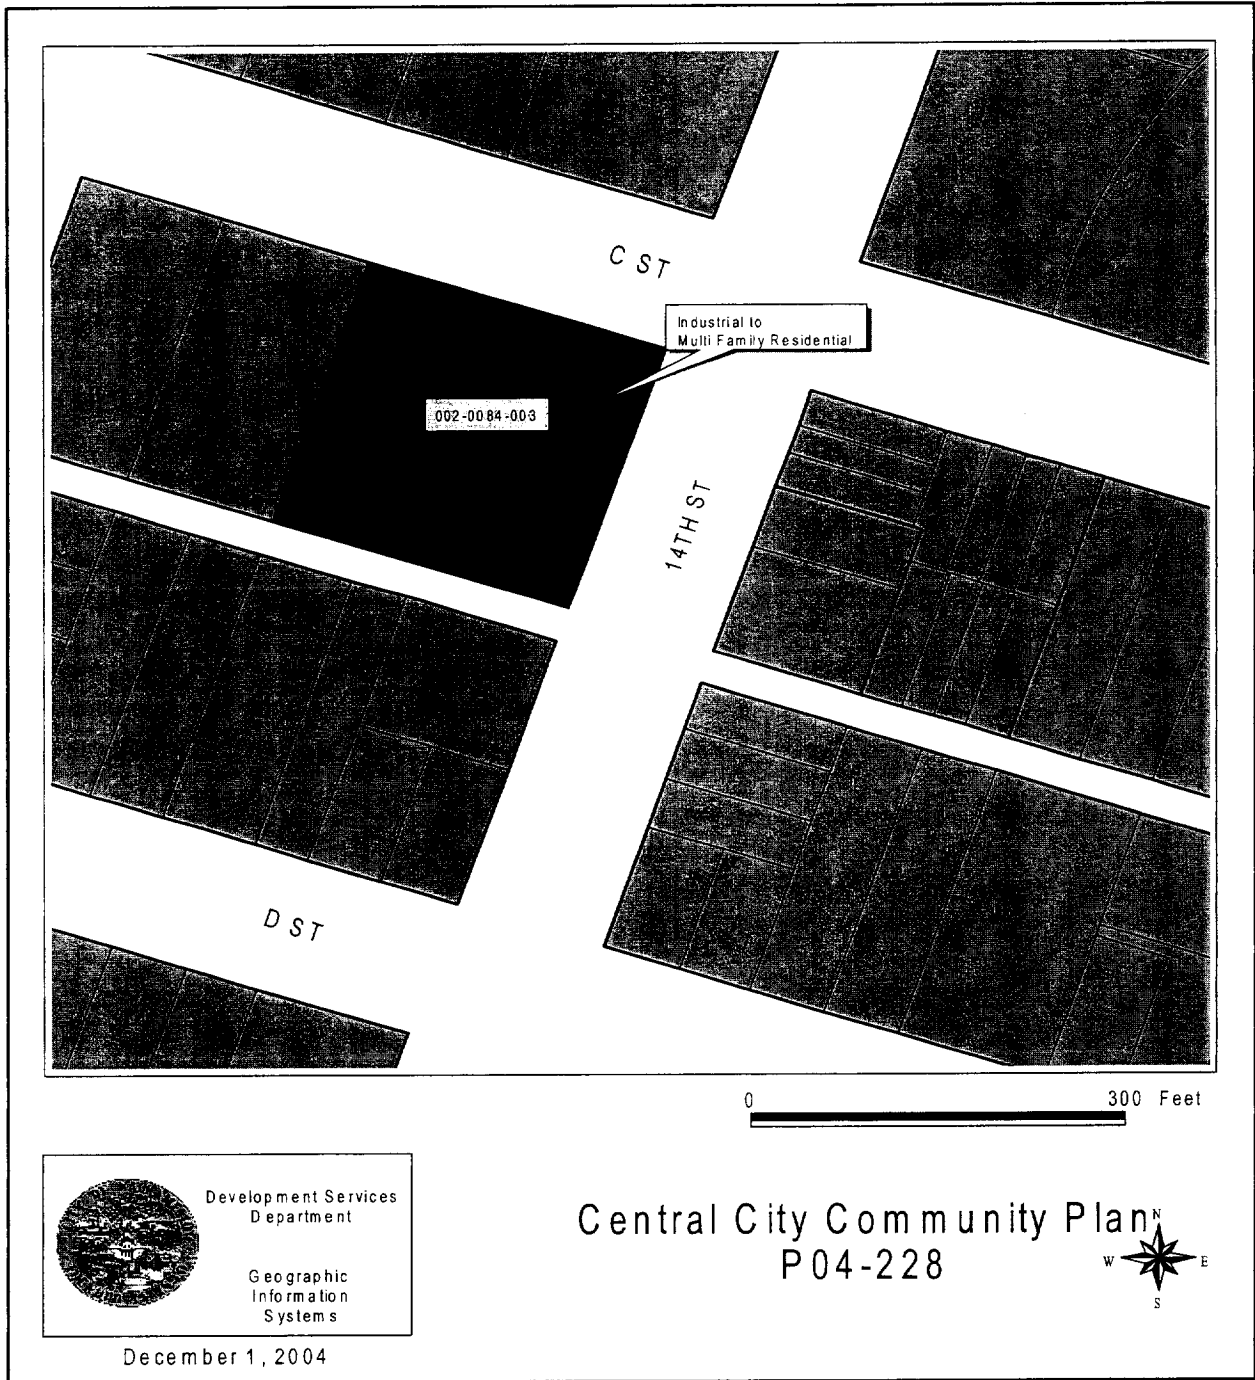 C ST
Industrial to
Multi Family Residential
002-0084-003
14TH ST
D ST
0 300 Feet
Development Services
Department
Geographic
Information
Systems
Central City Community Plan
P04-228
N
W E
S
December 1, 2004